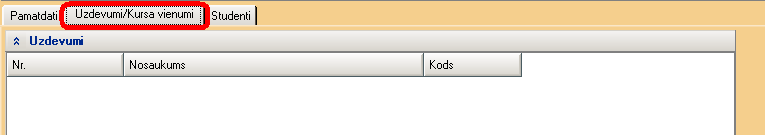 Pamatdati Uzdevumi/Kursa vienumi Studenti
Uzdevumi
Nr. Nosaukums Kods